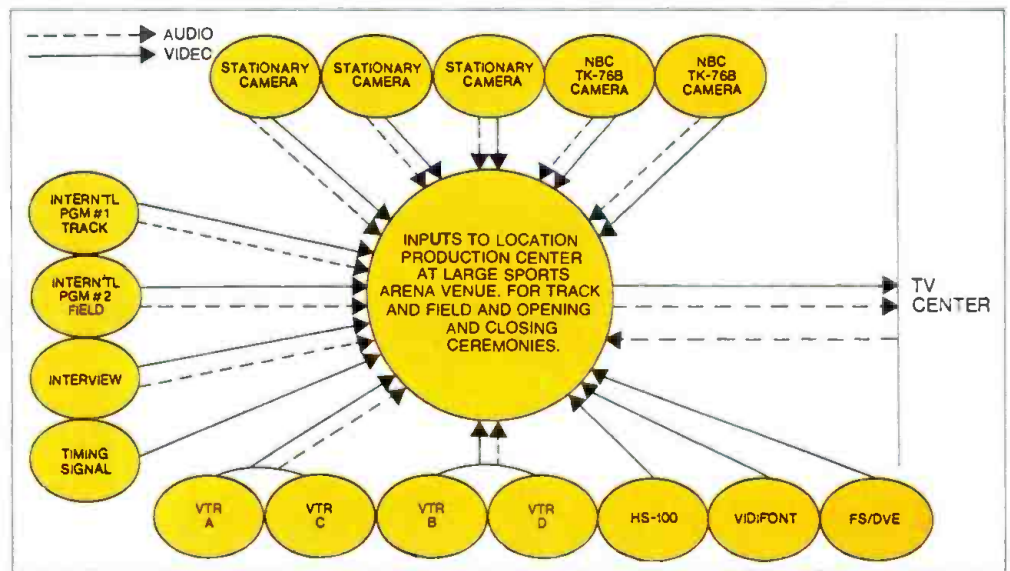 AUDIO
VIDEO
STATIONARY
CAMERA
STATIONARY
CAMERA
STATIONARY
CAMERA
NBC
TK-76B
CAMERA
NBC
TK-76B
CAMERA
INTERN'TL
PGM #1
TRACK
INTERN'TL
PGM #2
FIELD
INTERVIEW
TIMING
SIGNAL
INPUTS TO LOCATION
PRODUCTION CENTER
AT LARGE SPORTS
ARENA VENUE. FOR TRACK
AND FIELD AND OPENING
AND CLOSING
CEREMONIES.
TV
CENTER
VTR
A
VTR
C
VTR
B
VTR
D
HS-100
VIDIFONT
FS/DVE